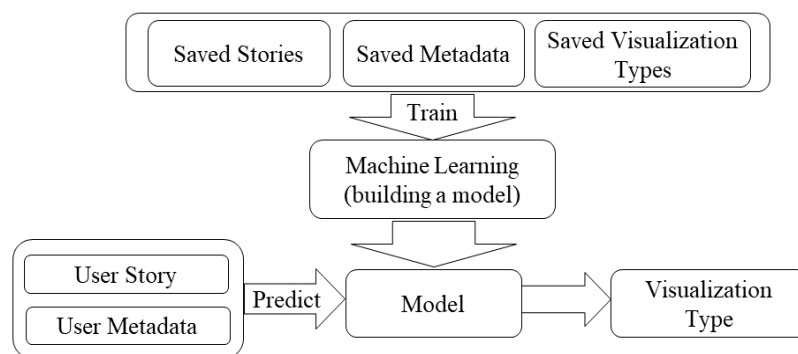 Saved Stories
Saved Metadata
Saved Visualization
Types
Train
Machine Learning
(building a model)
User Story
User Metadata
Predict
Model
Visualization
Type